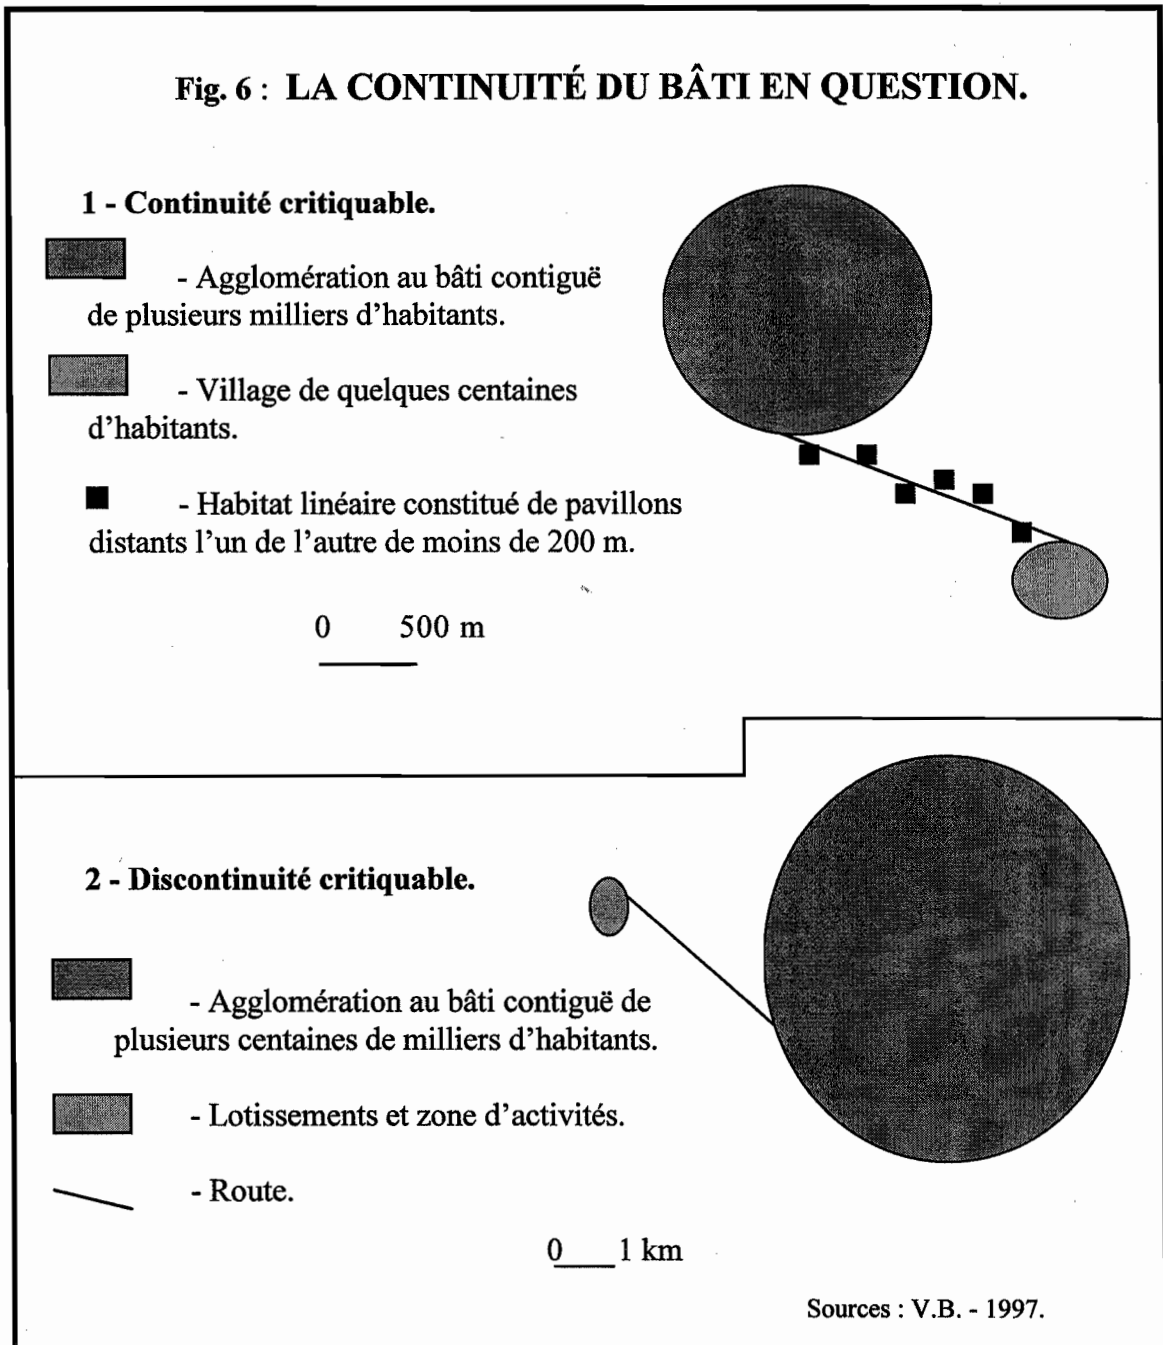 Fig. 6 : LA CONTINUITÉ DU BÂTI EN QUESTION.
1 - Continuité critiquable.
- Agglomération au bâti contiguë
de plusieurs milliers d'habitants.
- Village de quelques centaines
d'habitants.
- Habitat linéaire constitué de pavillons
distants l'un de l'autre de moins de 200 m.
0 500 m
2 - Discontinuité critiquable.
- Agglomération au bâti contiguë de
plusieurs centaines de milliers d'habitants.
- Lotissements et zone d'activités.
- Route.
0 1 km
Sources : V.B. - 1997.